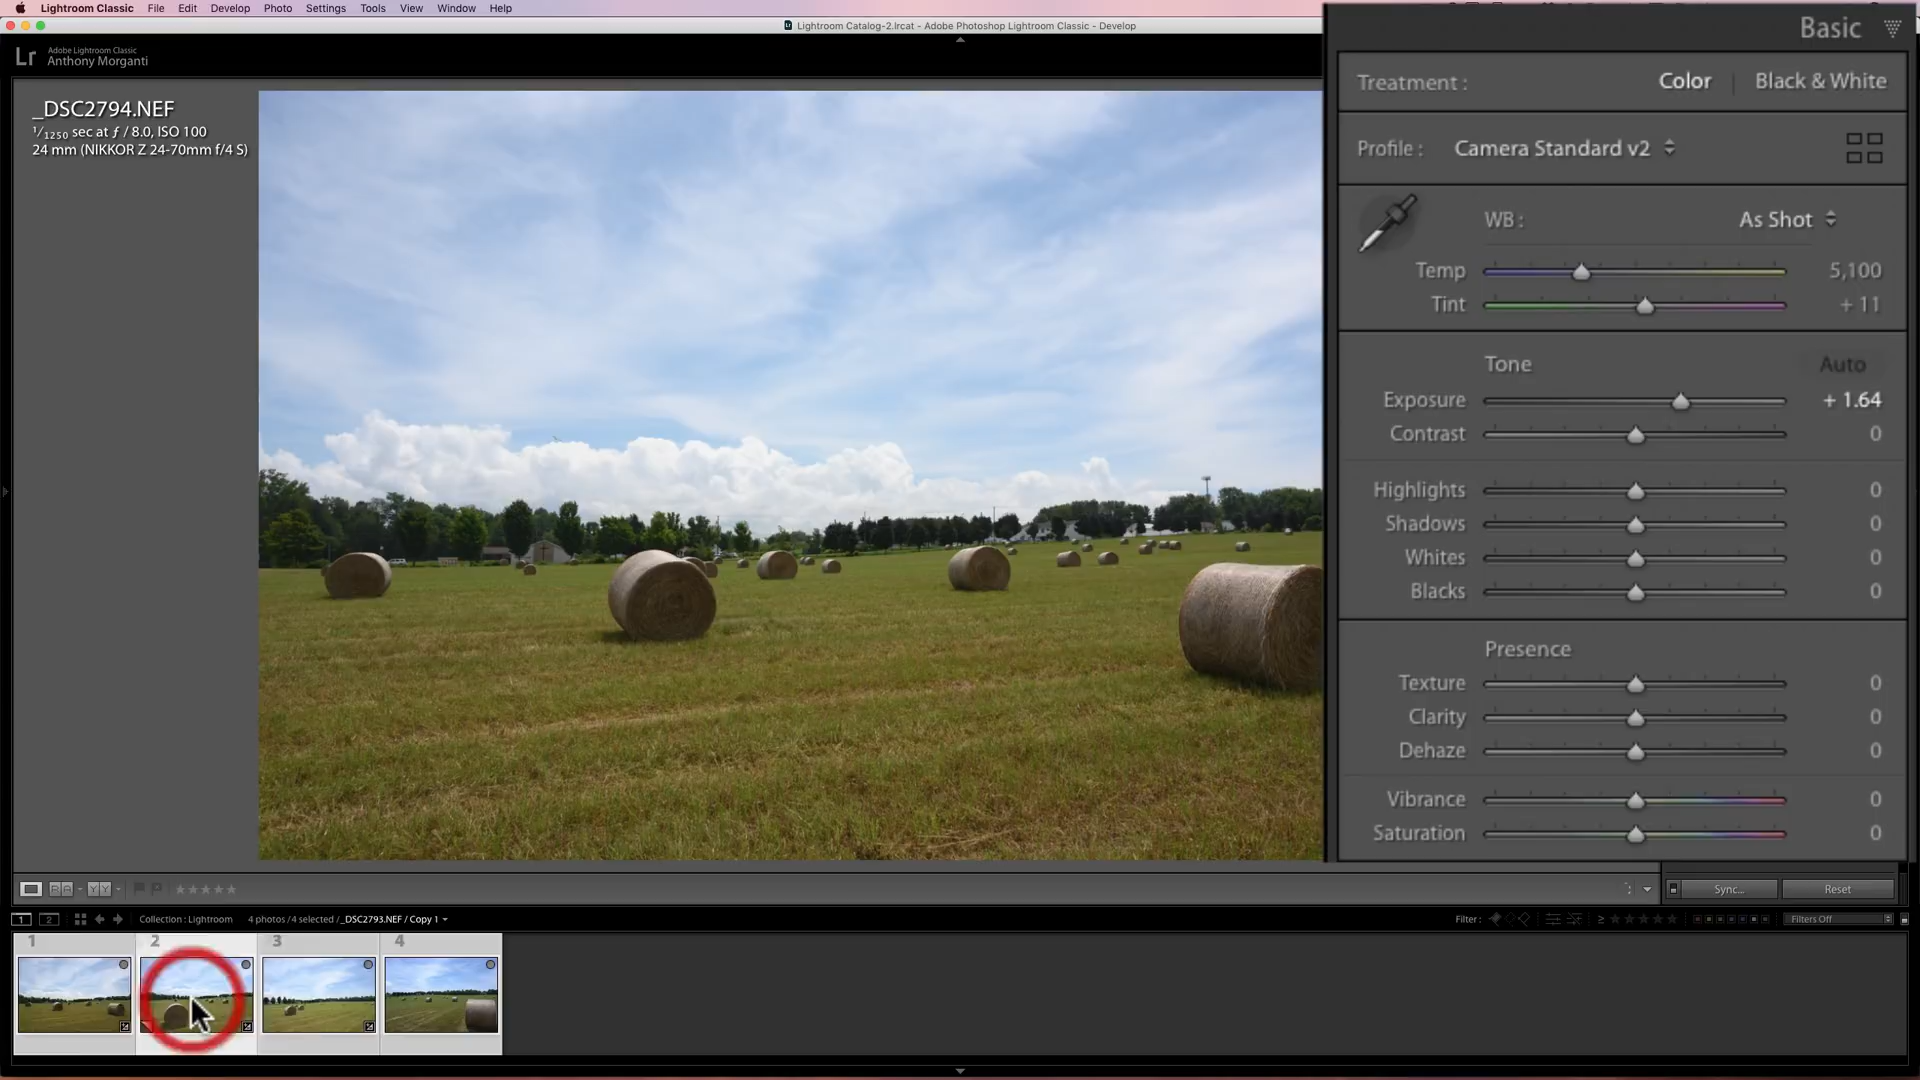 Lightroom Classic File Edit Develop Photo Settings Tools View Window Help
Lightroom Catalog-2.lrcat - Adobe Photoshop Lightroom Classic - Develop
Lr Adobe Lightroom Classic
Anthony Morganti
_DSC2794.NEF
1/1250 sec at ƒ / 8.0, ISO 100
24 mm (NIKKOR Z 24-70mm f/4 S)
Basic
Treatment : Color Black & White
Profile : Camera Standard v2
WB : As Shot
Temp 5,100
Tint + 11
Tone Auto
Exposure + 1.64
Contrast 0
Highlights 0
Shadows 0
Whites 0
Blacks 0
Presence
Texture 0
Clarity 0
Dehaze 0
Vibrance 0
Saturation 0
Sync... Reset
1 2 Collection : Lightroom 4 photos / 4 selected / _DSC2793.NEF / Copy 1 Filter : Filters Off
1 2 3 4